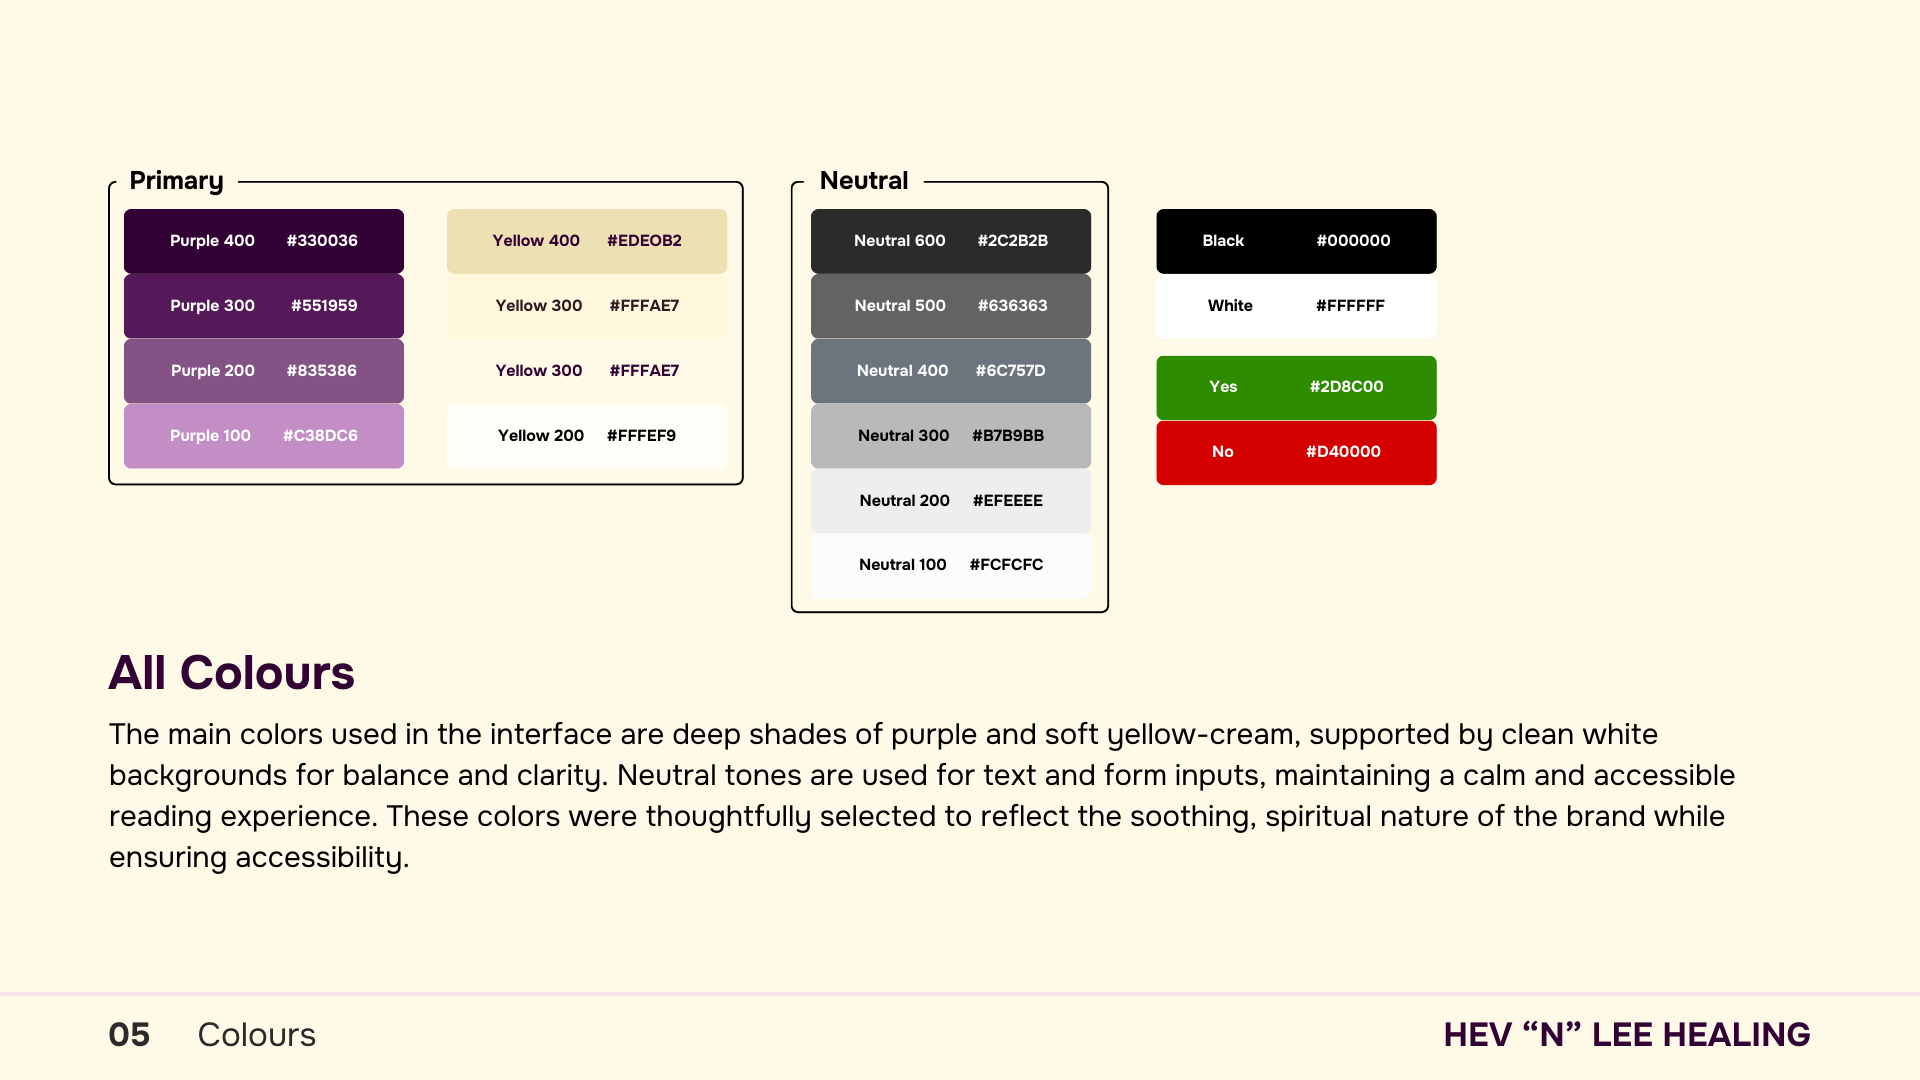 Primary
Purple 400 #330036
Purple 300 #551959
Purple 200 #835386
Purple 100 #C38DC6
Yellow 400 #EDEOB2
Yellow 300 #FFFAE7
Yellow 300 #FFFAE7
Yellow 200 #FFFEF9
Neutral
Neutral 600 #2C2B2B
Neutral 500 #636363
Neutral 400 #6C757D
Neutral 300 #B7B9BB
Neutral 200 #EFEEEE
Neutral 100 #FCFCFC
Black #000000
White #FFFFFF
Yes #2D8C00
No #D40000
All Colours
The main colors used in the interface are deep shades of purple and soft yellow-cream, supported by clean white
backgrounds for balance and clarity. Neutral tones are used for text and form inputs, maintaining a calm and accessible
reading experience. These colors were thoughtfully selected to reflect the soothing, spiritual nature of the brand while
ensuring accessibility.
05 Colours
HEV “N” LEE HEALING